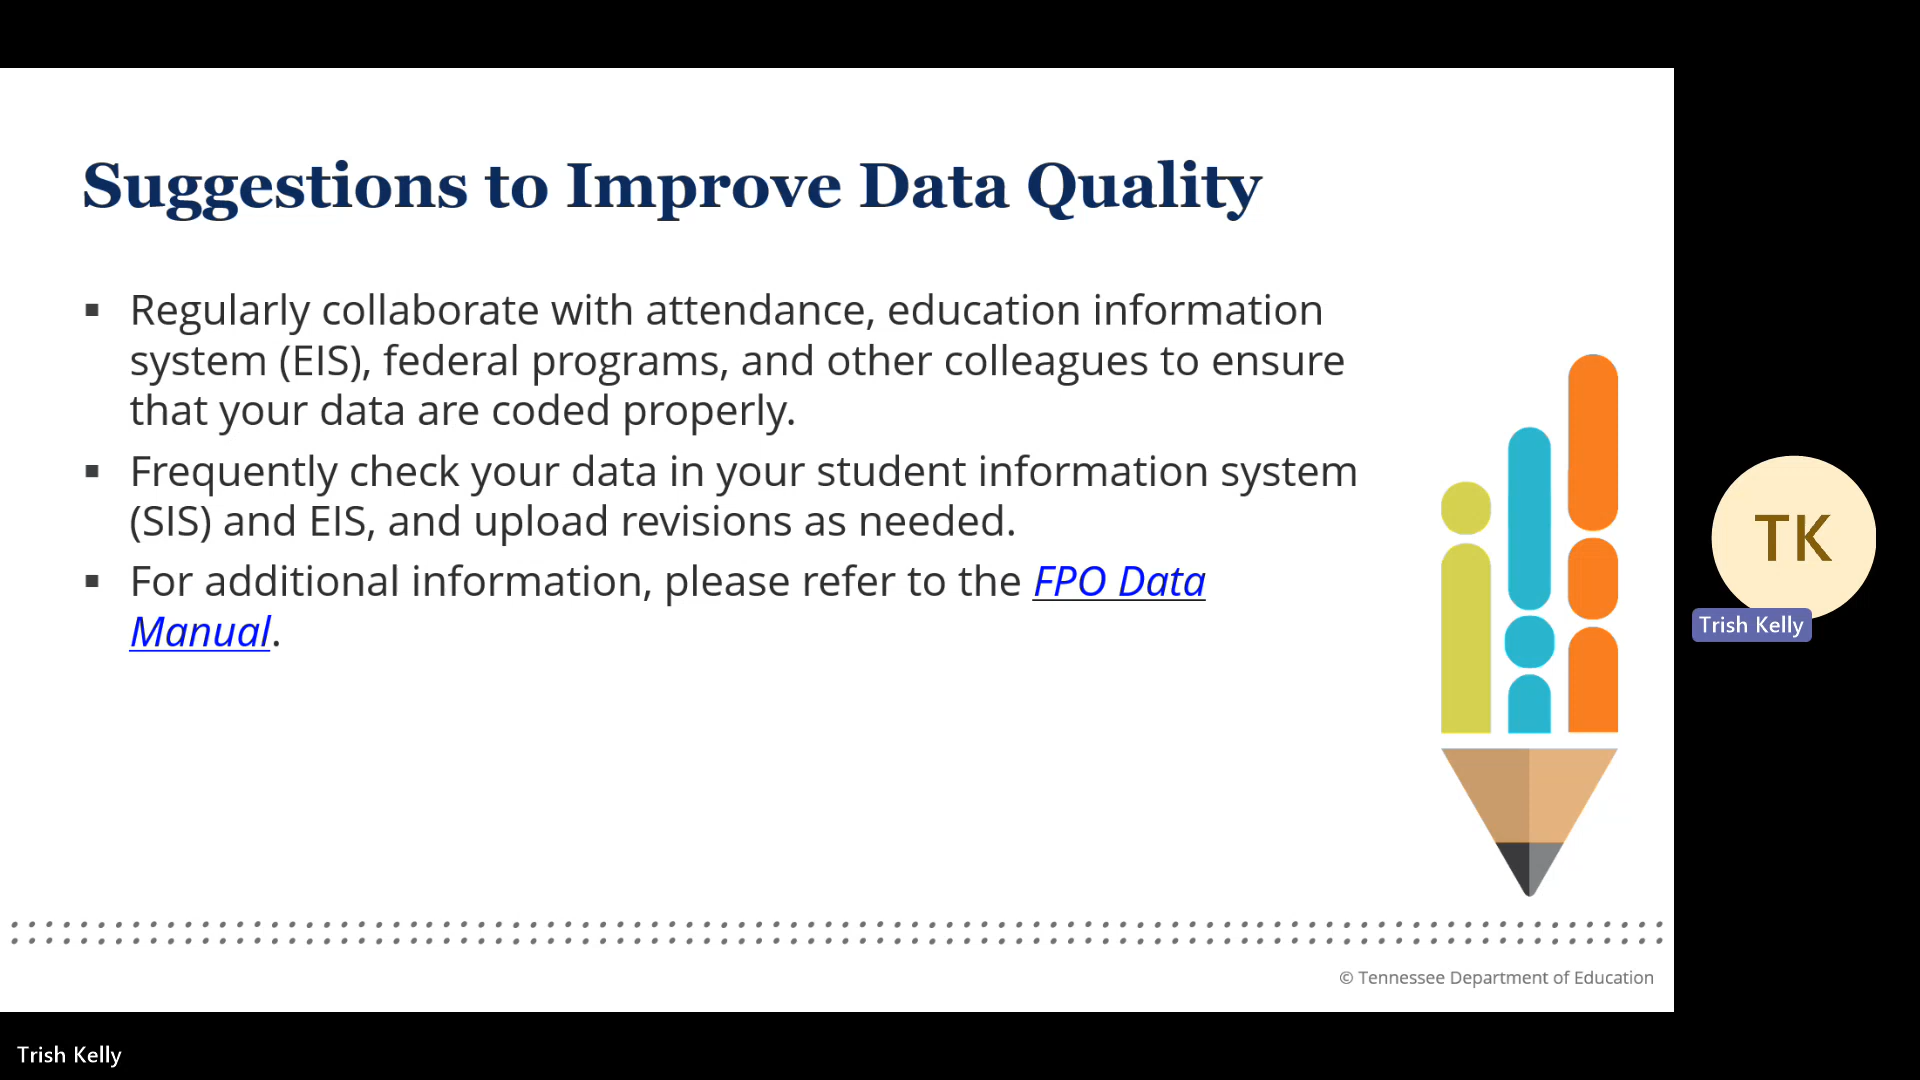 Suggestions to Improve Data Quality
▪ Regularly collaborate with attendance, education information
system (EIS), federal programs, and other colleagues to ensure
that your data are coded properly.
▪ Frequently check your data in your student information system
(SIS) and EIS, and upload revisions as needed.
▪ For additional information, please refer to the FPO Data
Manual.
© Tennessee Department of Education
TK
Trish Kelly
Trish Kelly